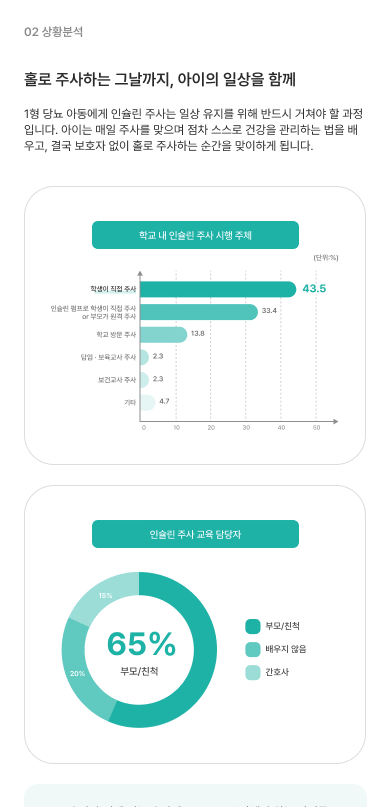 02 상황분석
홀로 주사하는 그날까지, 아이의 일상을 함께
1형 당뇨 아동에게 인슐린 주사는 일상 유지를 위해 반드시 거쳐야 할 과정
입니다. 아이는 매일 주사를 맞으며 점차 스스로 건강을 관리하는 법을 배
우고, 결국 보호자 없이 홀로 주사하는 순간을 맞이하게 됩니다.
학교 내 인슐린 주사 시행 주체
(단위:%)
학생이 직접 주사
43.5
인슐린 펌프로 학생이 직접 주사
or 부모가 원격 주사
33.4
학교 방문 주사
13.8
담임 · 보육교사 주사
2.3
보건교사 주사
2.3
기타
4.7
0 10 20 30 40 50
인슐린 주사 교육 담당자
15%
20%
65%
부모/친척
부모/친척
배우지 않음
간호사